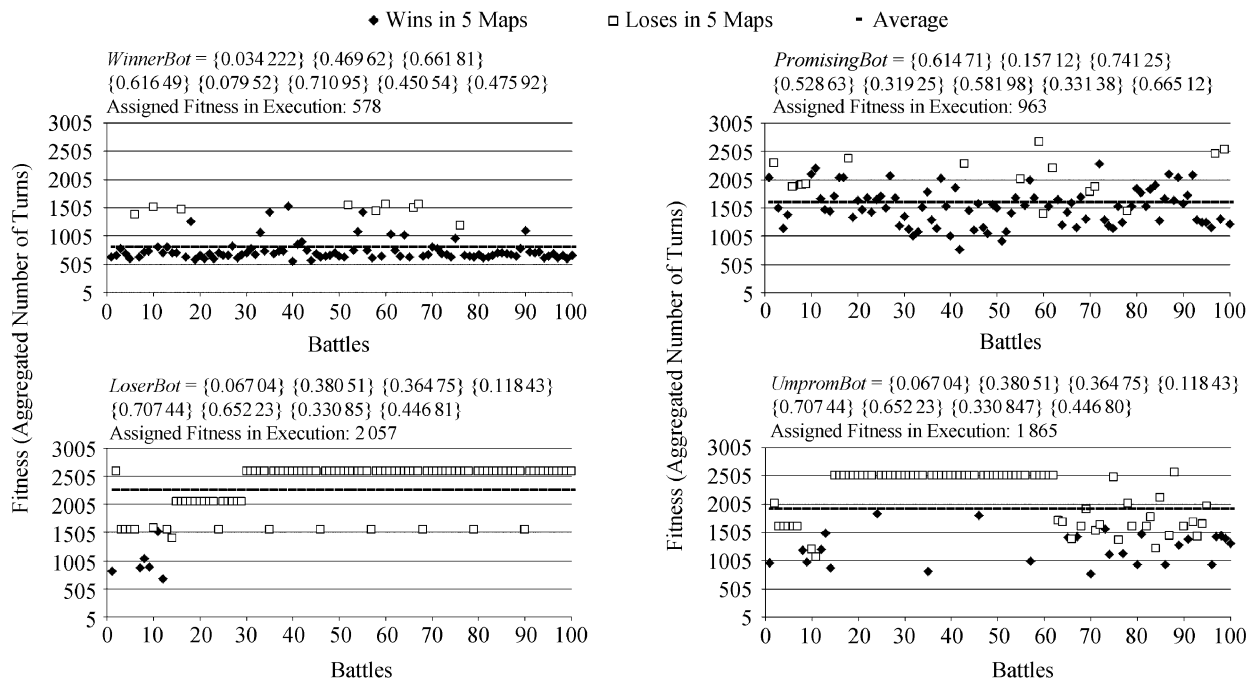 Wins in 5 Maps
Loses in 5 Maps
Average
WinnerBot = {0.034 222} {0.469 62} {0.661 81}
{0.616 49} {0.079 52} {0.710 95} {0.450 54} {0.475 92}
Assigned Fitness in Execution: 578
3005
2505
2005
1505
1005
505
5
0 10 20 30 40 50 60 70 80 90 100
Battles
PromisingBot = {0.614 71} {0.157 12} {0.741 25}
{0.528 63} {0.319 25} {0.581 98} {0.331 38} {0.665 12}
Assigned Fitness in Execution: 963
3005
2505
2005
1505
1005
505
5
0 10 20 30 40 50 60 70 80 90 100
Battles
Fitness (Aggregated Number of Turns)
Fitness (Aggregated Number of Turns)
LoserBot = {0.067 04} {0.380 51} {0.364 75} {0.118 43}
{0.707 44} {0.652 23} {0.330 85} {0.446 81}
Assigned Fitness in Execution: 2 057
3005
2505
2005
1505
1005
505
5
0 10 20 30 40 50 60 70 80 90 100
Battles
UmpromBot = {0.067 04} {0.380 51} {0.364 75} {0.118 43}
{0.707 44} {0.652 23} {0.330 847} {0.446 80}
Assigned Fitness in Execution: 1 865
3005
2505
2005
1505
1005
505
5
0 10 20 30 40 50 60 70 80 90 100
Battles